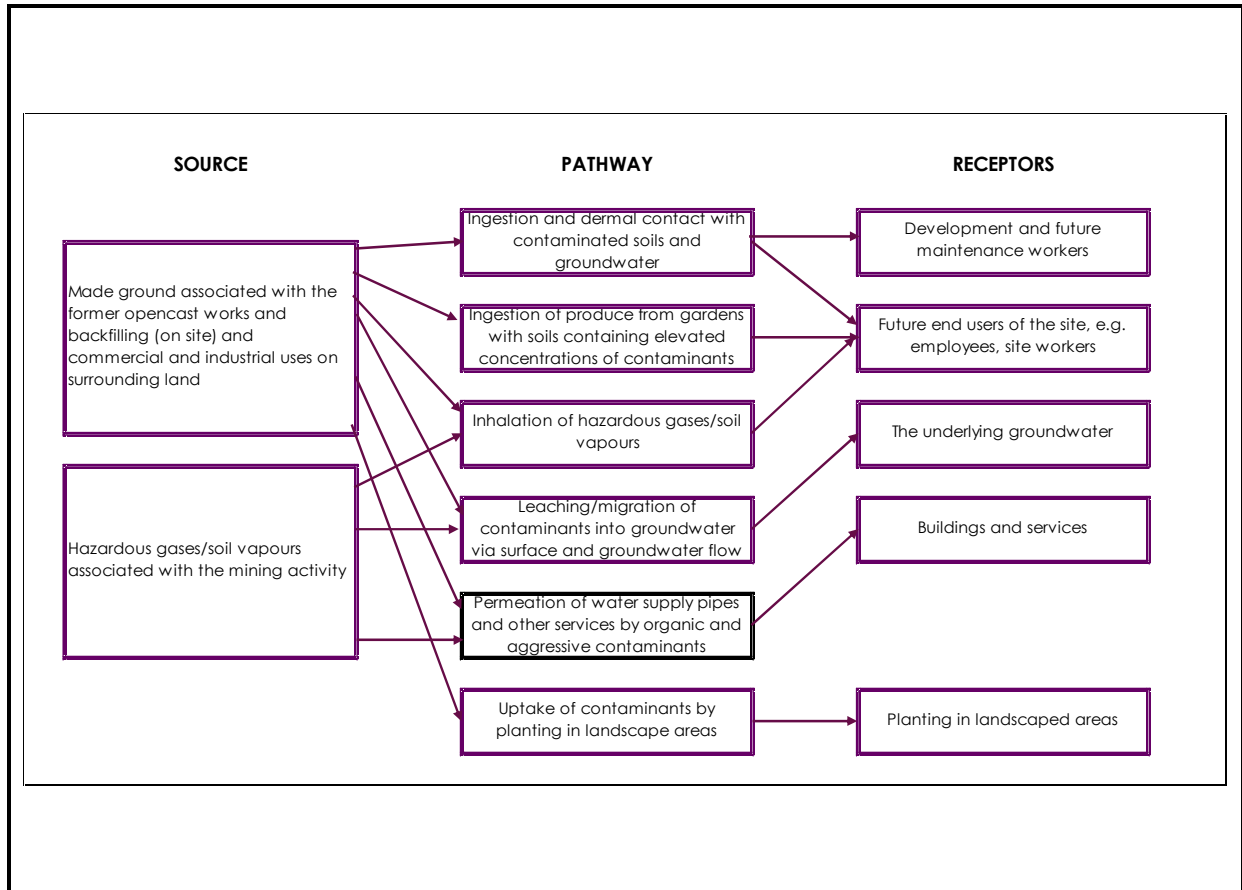 SOURCE
PATHWAY
RECEPTORS
Made ground associated with the
former opencast works and
backfilling (on site) and
commercial and industrial uses on
surrounding land
Hazardous gases/soil vapours
associated with the mining activity
Ingestion and dermal contact with
contaminated soils and
groundwater
Ingestion of produce from gardens
with soils containing elevated
concentrations of contaminants
Inhalation of hazardous gases/soil
vapours
Leaching/migration of
contaminants into groundwater
via surface and groundwater flow
Permeation of water supply pipes
and other services by organic and
aggressive contaminants
Uptake of contaminants by
planting in landscape areas
Development and future
maintenance workers
Future end users of the site, e.g.
employees, site workers
The underlying groundwater
Buildings and services
Planting in landscaped areas